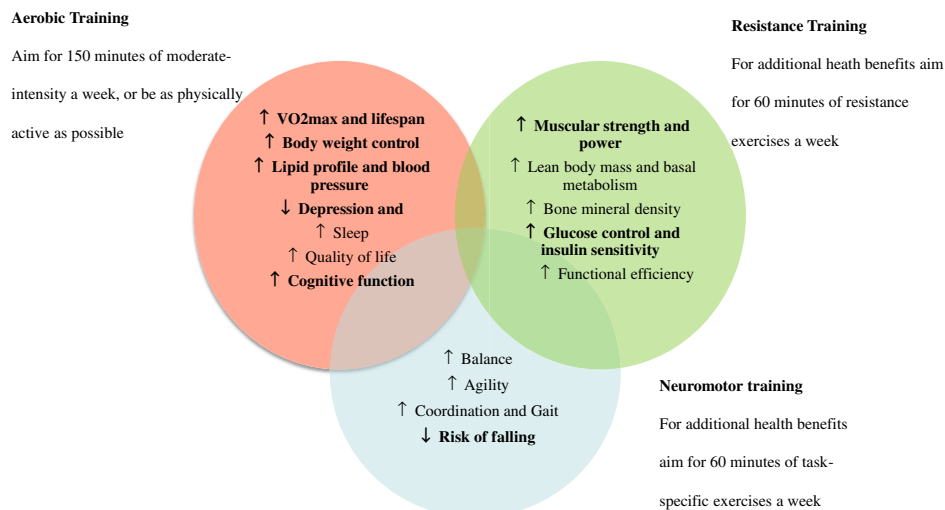 Aerobic Training
Aim for 150 minutes of moderate-
intensity a week, or be as physically
active as possible
↑ VO2max and lifespan
↑ Body weight control
↑ Lipid profile and blood
pressure
↓ Depression and
↑ Sleep
↑ Quality of life
↑ Cognitive function
Resistance Training
For additional heath benefits aim
for 60 minutes of resistance
exercises a week
↑ Muscular strength and
power
↑ Lean body mass and basal
metabolism
↑ Bone mineral density
↑ Glucose control and
insulin sensitivity
↑ Functional efficiency
↑ Balance
↑ Agility
↑ Coordination and Gait
↓ Risk of falling
Neuromotor training
For additional health benefits
aim for 60 minutes of task-
specific exercises a week